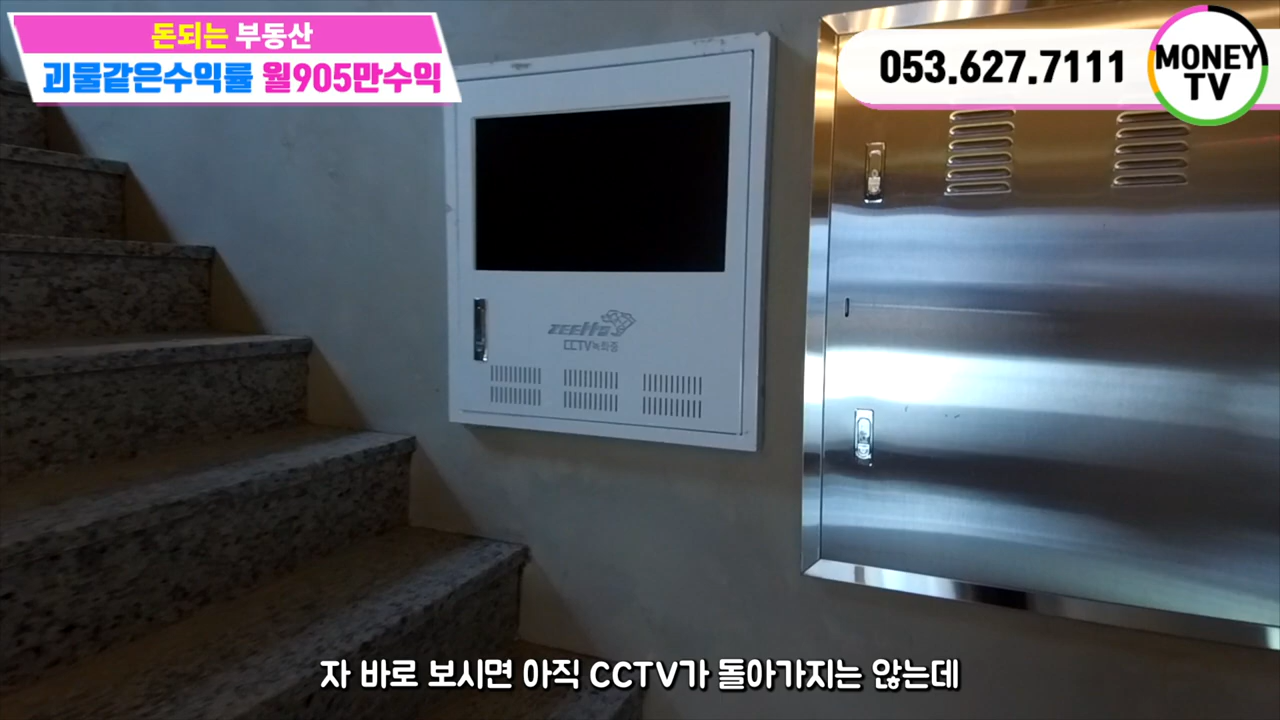 돈되는 부동산
괴물같은수익률 월905만수익
053.627.7111
MONEY
TV
zeetta
CCTV녹화중
자 바로 보시면 아직 CCTV가 돌아가지는 않는데